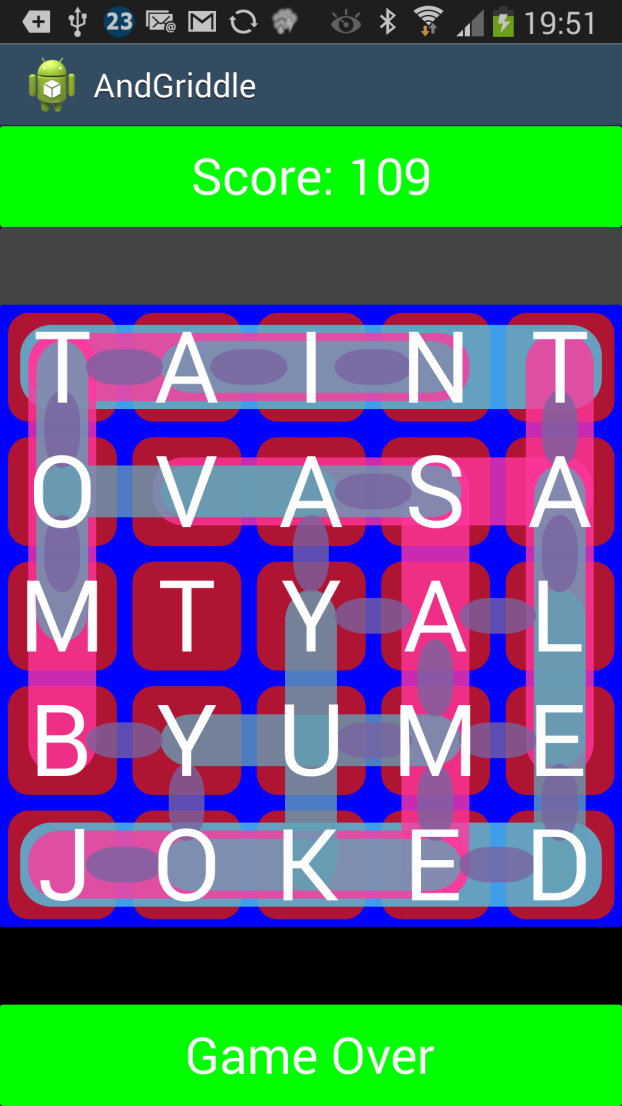 23 19:51
AndGriddle
Score: 109
T A I N T
O V A S A
M T Y A L
B Y U M E
J O K E D
Game Over